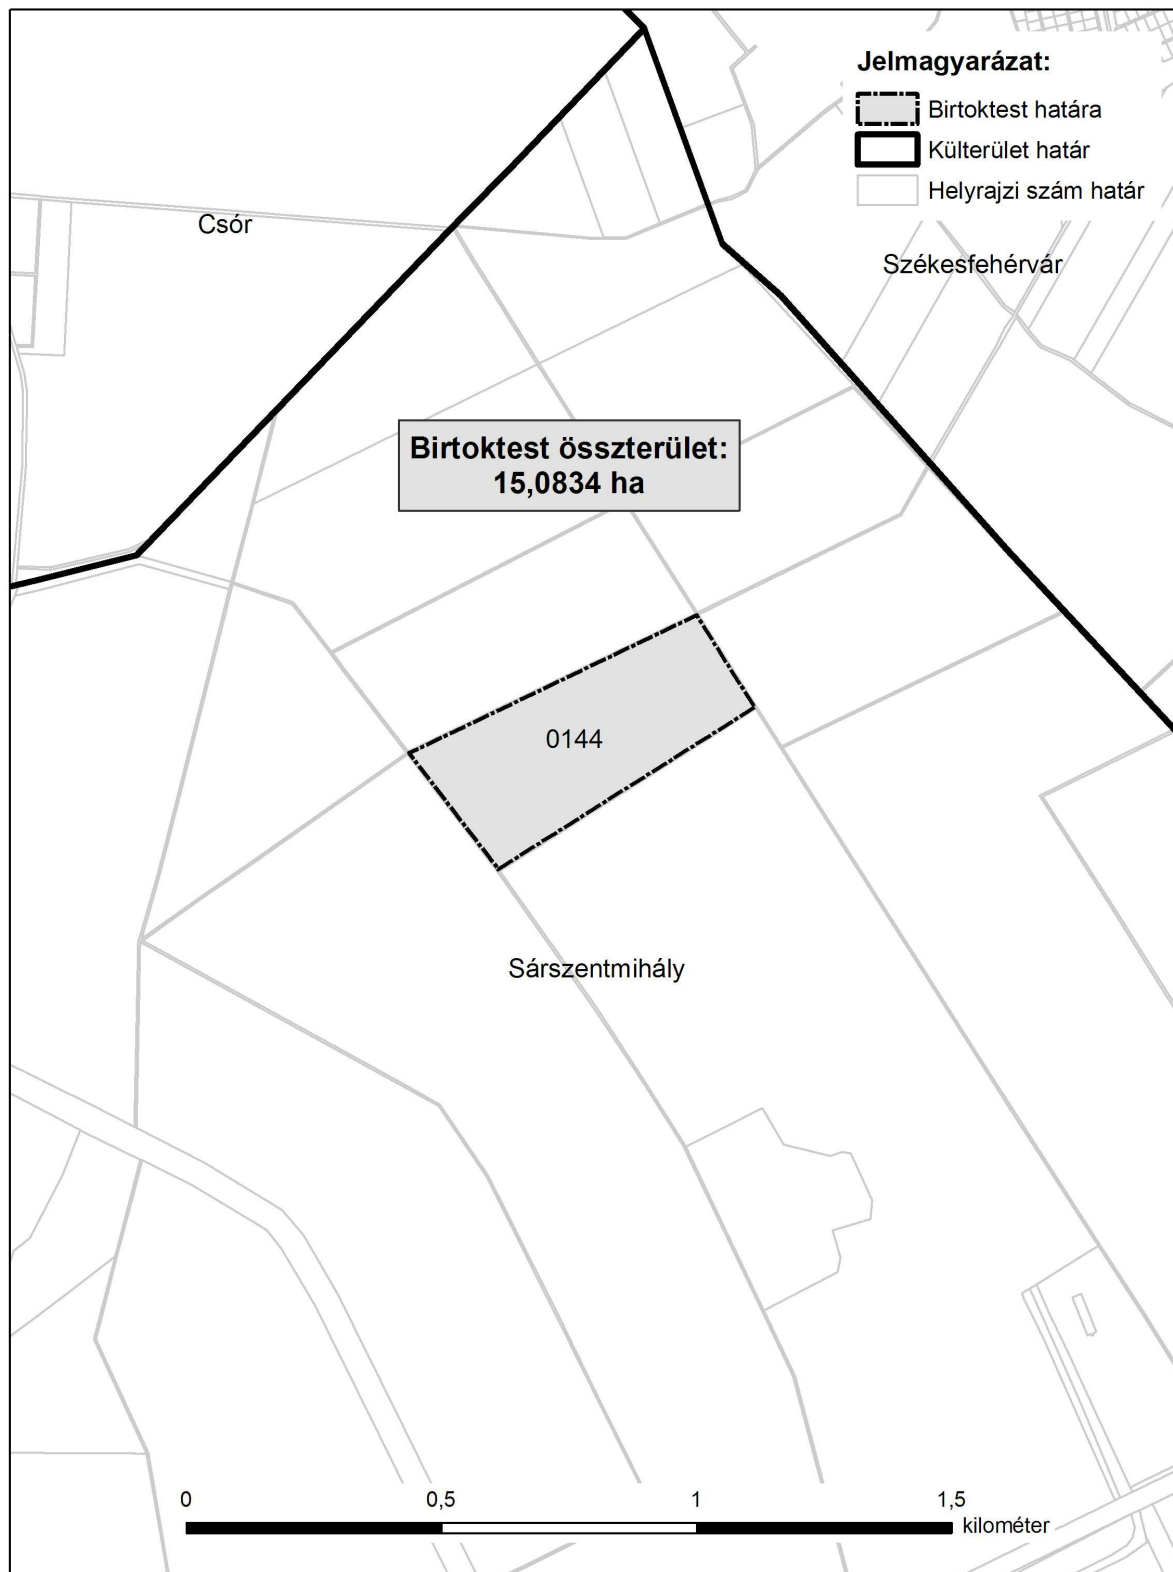 Jelmagyarázat:
Birtoktest határa
Külterület határ
Helyrajzi szám határ
Csór
Székesfehérvár
Birtoktest összterület:
15,0834 ha
0144
Sárszentmihály
0 0,5 1 1,5
kilométer